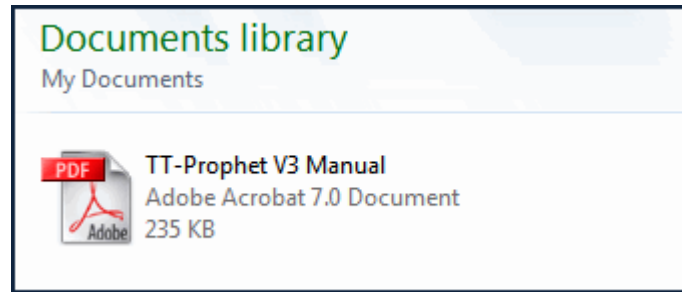 Documents library
My Documents
PDF
TT-Prophet V3 Manual
Adobe Acrobat 7.0 Document
Adobe
235 KB